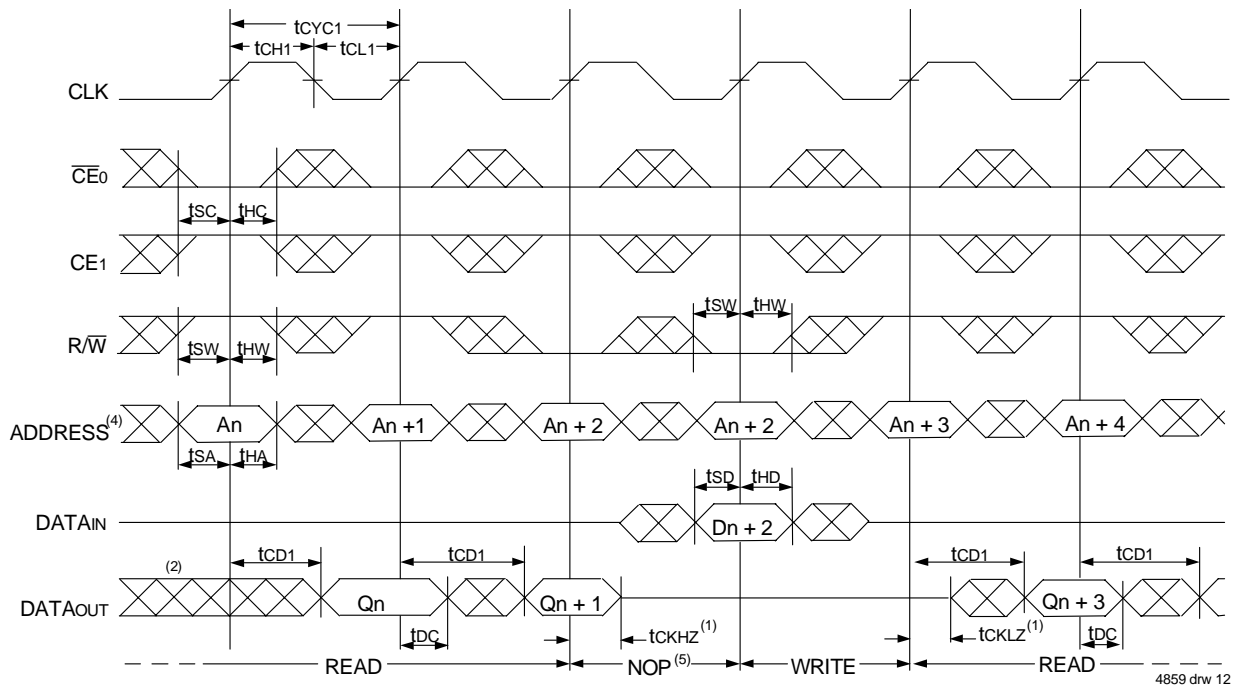 tCYC1
tCH1 tCL1
CLK
CE0
tSC tHC
CE1
tSW tHW
R/W
tSW tHW
ADDRESS(4) An An +1 An + 2 An + 2 An + 3 An + 4
tSA tHA
tSD tHD
DATAIN Dn + 2
(2) tCD1 tCD1 tCD1 tCD1
DATAOUT Qn Qn + 1 Qn + 3
tDC tCKHZ(1) tCKLZ(1) tDC
READ NOP(5) WRITE READ
4859 drw 12